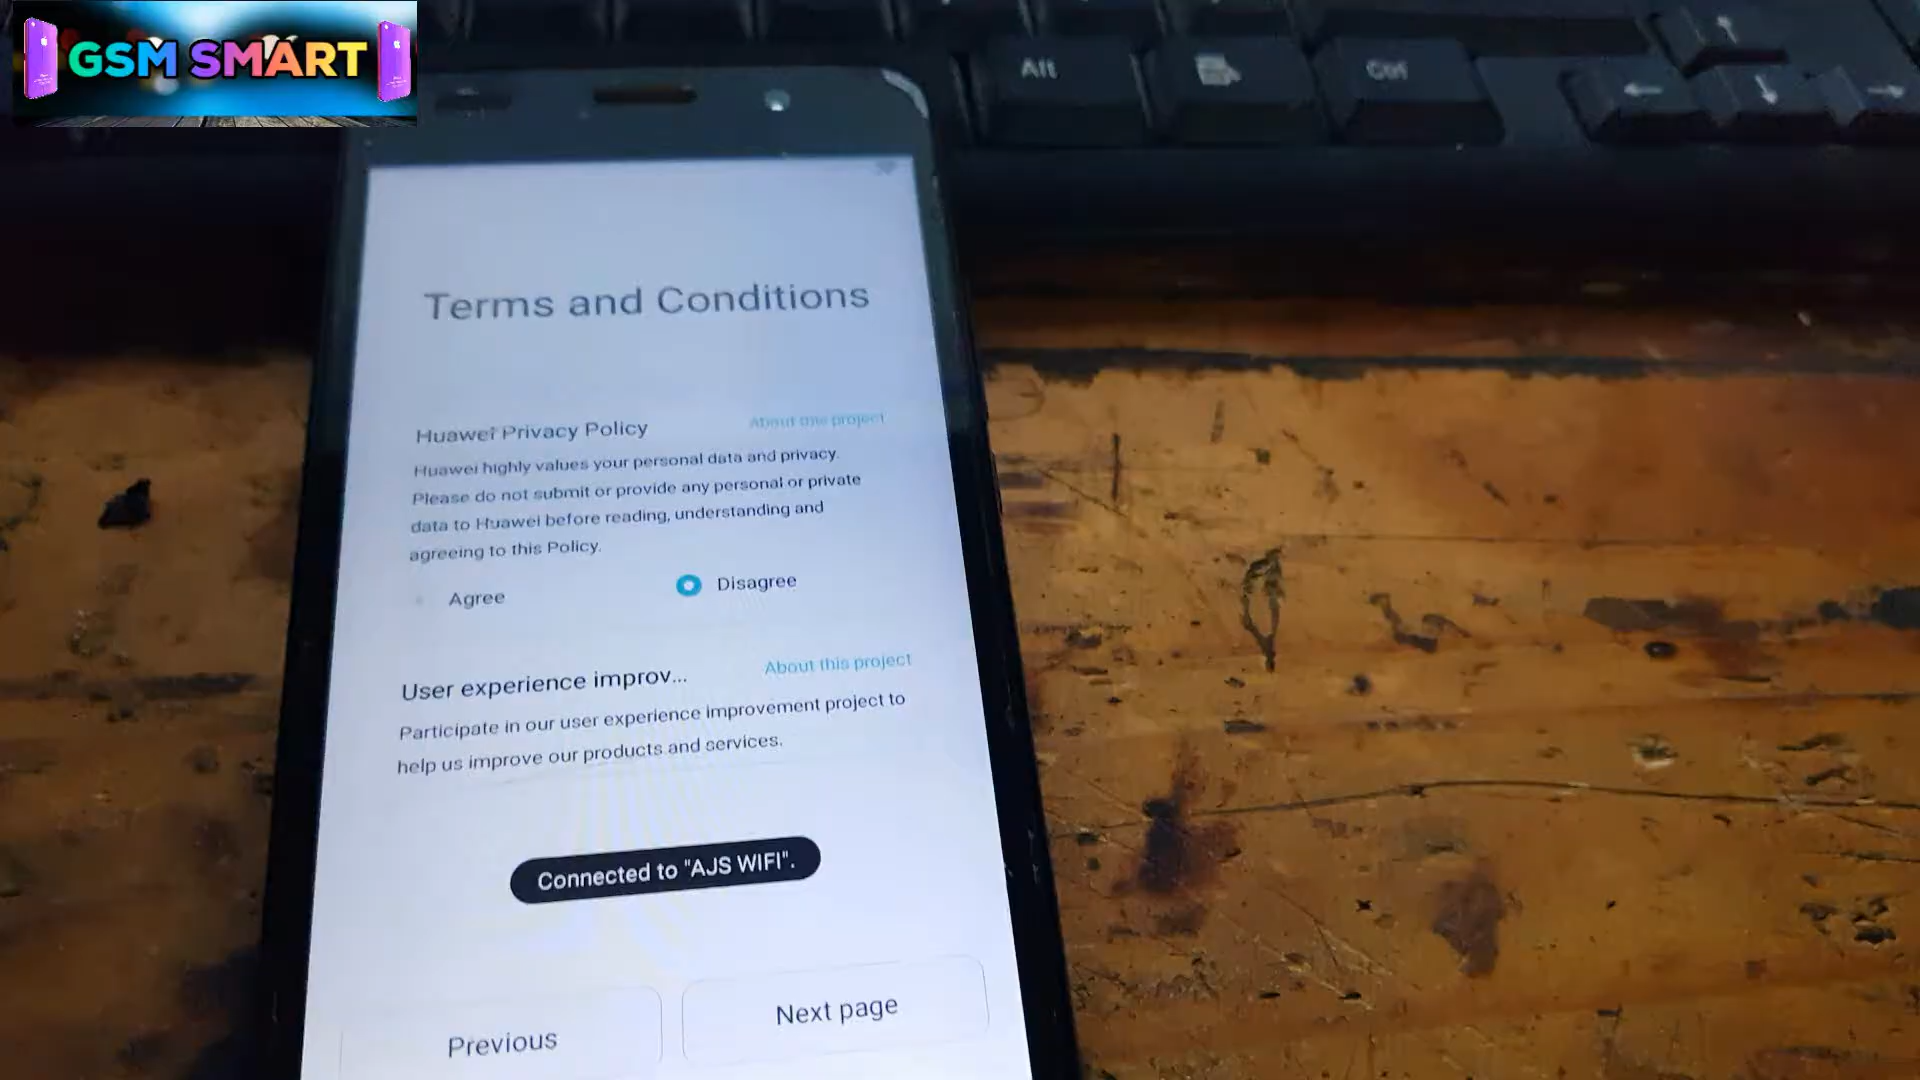 GSM SMART
Alt
Ctrl
Terms and Conditions
Huawei Privacy Policy
About this project
Huawei highly values your personal data and privacy.
Please do not submit or provide any personal or private
data to Huawei before reading, understanding and
agreeing to this Policy.
Agree
Disagree
User experience improv...
About this project
Participate in our user experience improvement project to
help us improve our products and services.
Connected to "AJS WIFI".
Previous
Next page